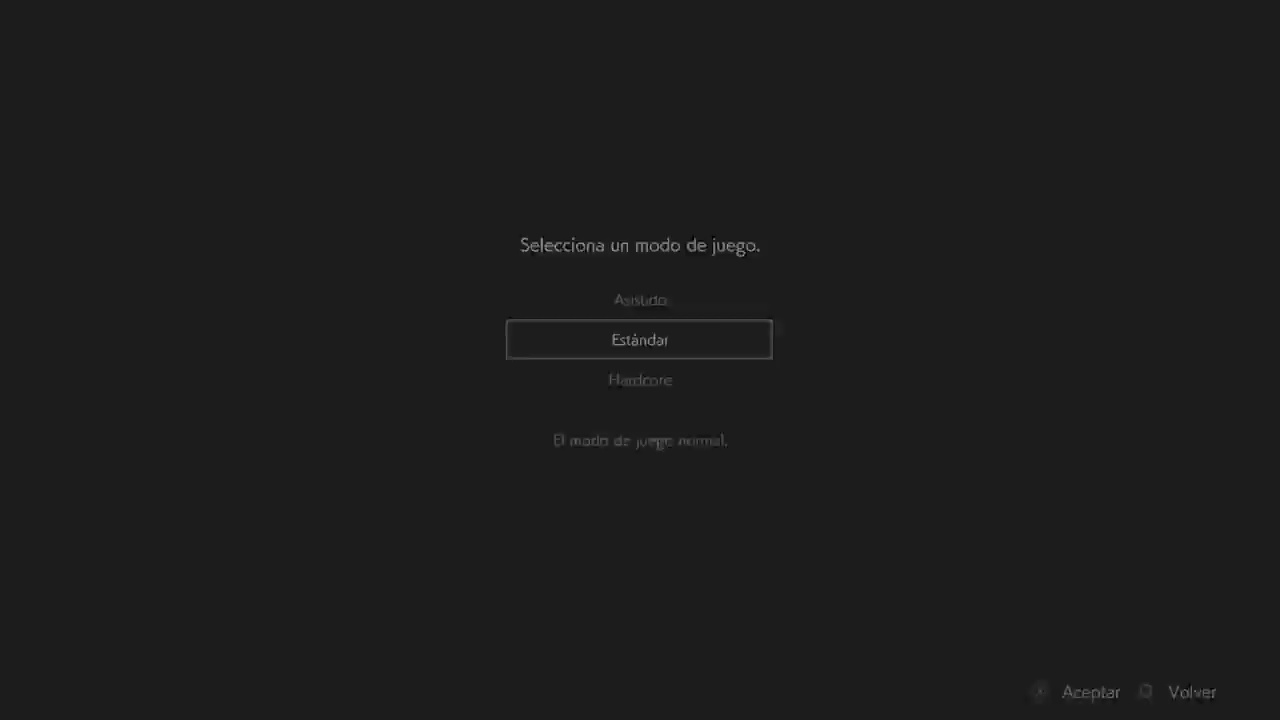 Selecciona un modo de juego.
Asistido
Estándar
Hardcore
El modo de juego normal.
Aceptar Volver